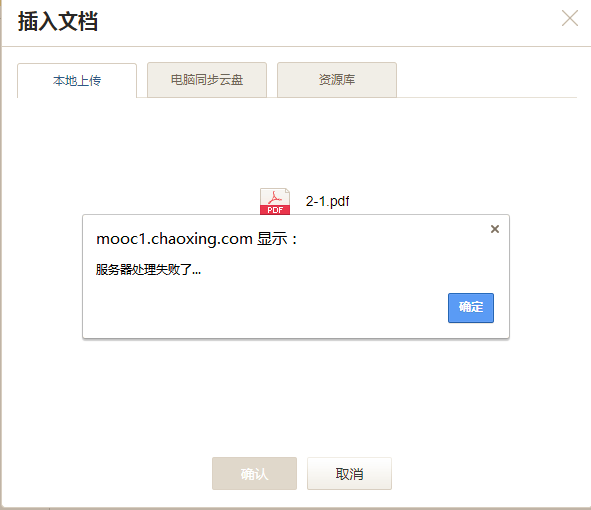 插入文档
本地上传
电脑同步云盘
资源库
PDF
2-1.pdf
mooc1.chaoxing.com 显示：
服务器处理失败了...
确定
确认
取消